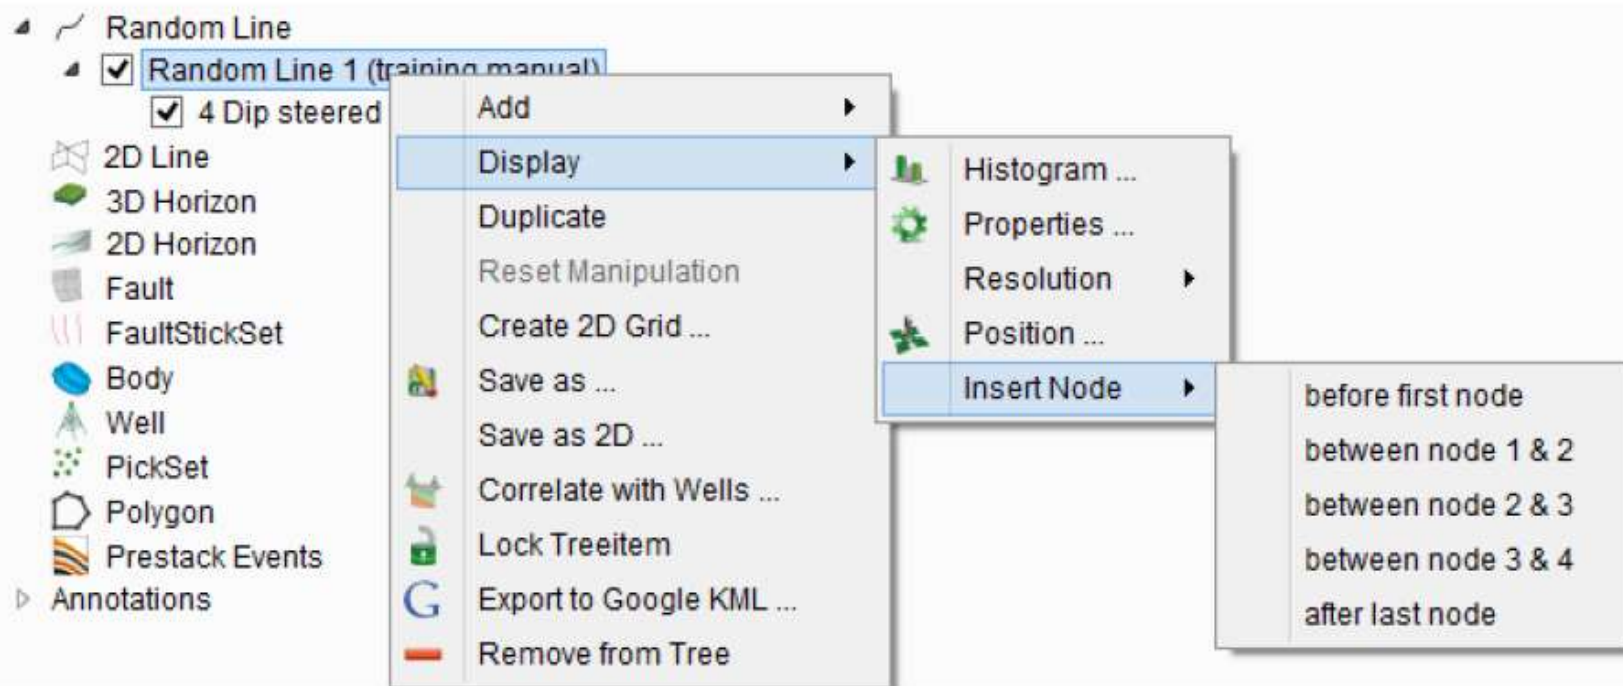 Random Line
Random Line 1 (training manual)
4 Dip steered
2D Line
3D Horizon
2D Horizon
Fault
FaultStickSet
Body
Well
PickSet
Polygon
Prestack Events
Annotations
Add
Display
Duplicate
Reset Manipulation
Create 2D Grid ...
Save as ...
Save as 2D ...
Correlate with Wells ...
Lock Treeitem
Export to Google KML ...
Remove from Tree
Histogram ...
Properties ...
Resolution
Position ...
Insert Node
before first node
between node 1 & 2
between node 2 & 3
between node 3 & 4
after last node